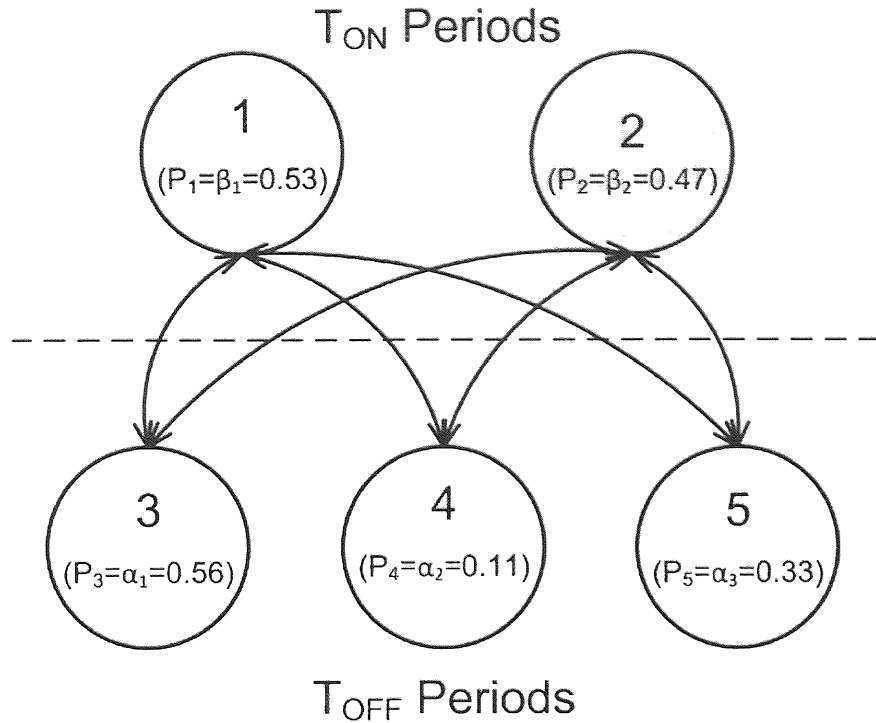 T_ON Periods
1
(P₁=β₁=0.53)
2
(P₂=β₂=0.47)
3
(P₃=α₁=0.56)
4
(P₄=α₂=0.11)
5
(P₅=α₃=0.33)
T_OFF Periods